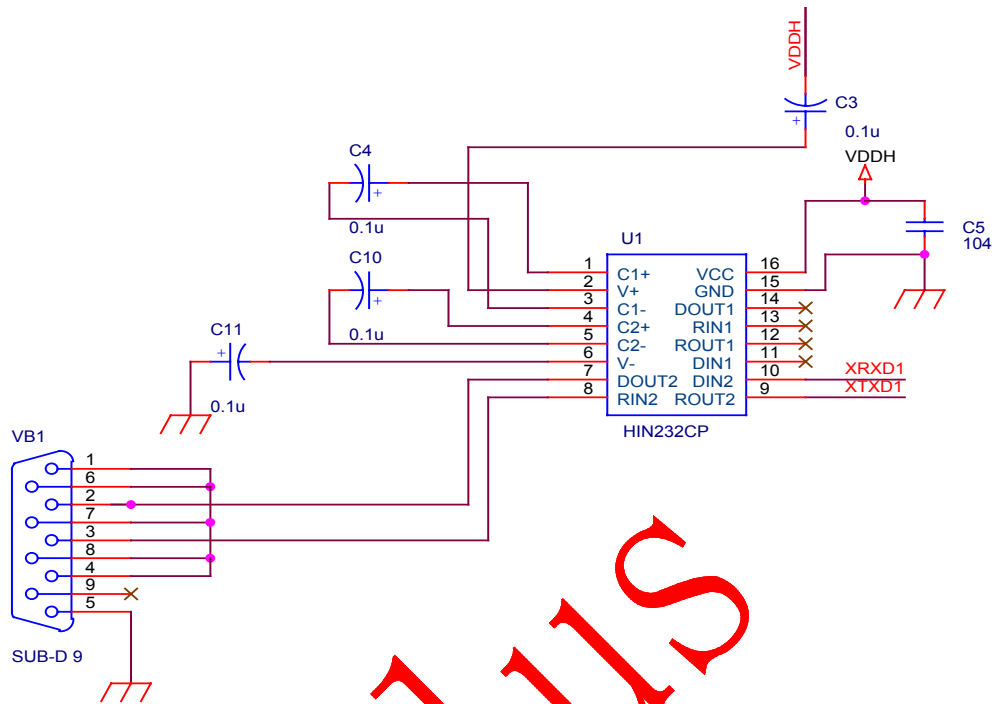 VDDH
C3
0.1u
VDDH
C5
104
C4
0.1u
C10
0.1u
C11
0.1u
U1
1 C1+ VCC 16
2 V+ GND 15
3 C1- DOUT1 14
4 C2+ RIN1 13
5 C2- ROUT1 12
6 V- DIN1 11
7 DOUT2 DIN2 10
8 RIN2 ROUT2 9
XRXD1
XTXD1
HIN232CP
VB1
1
6
2
7
3
8
4
9
5
SUB-D 9